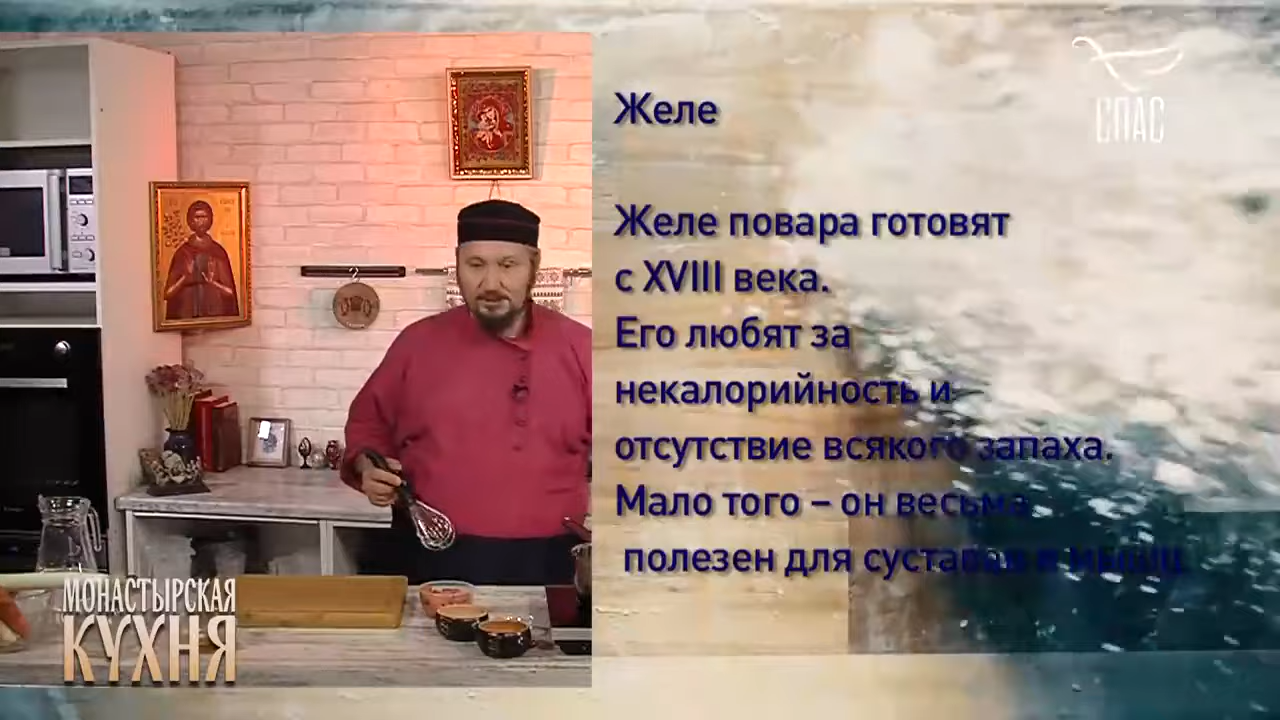 Желе
Желе повара готовят
с XVIII века.
Его любят за
некалорийность и
отсутствие всякого запаха.
Мало того – он весьма
полезен для суставов и мышц
СПАС
МОНАСТЫРСКАЯ
КУХНЯ